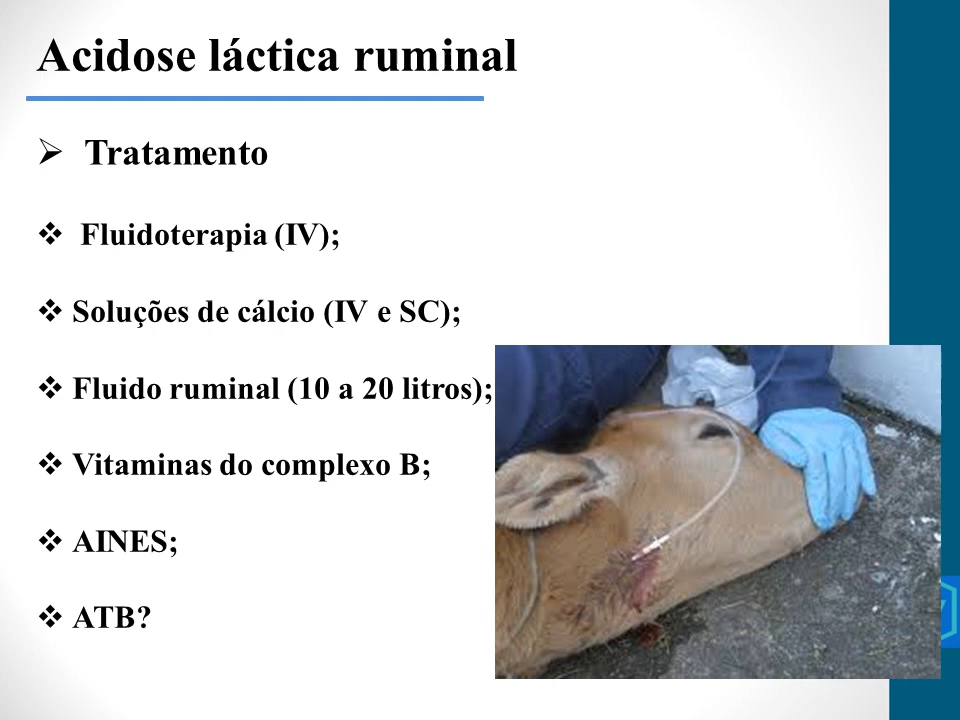 Acidose láctica ruminal
Tratamento
Fluidoterapia (IV);
Soluções de cálcio (IV e SC);
Fluido ruminal (10 a 20 litros);
Vitaminas do complexo B;
AINES;
ATB?